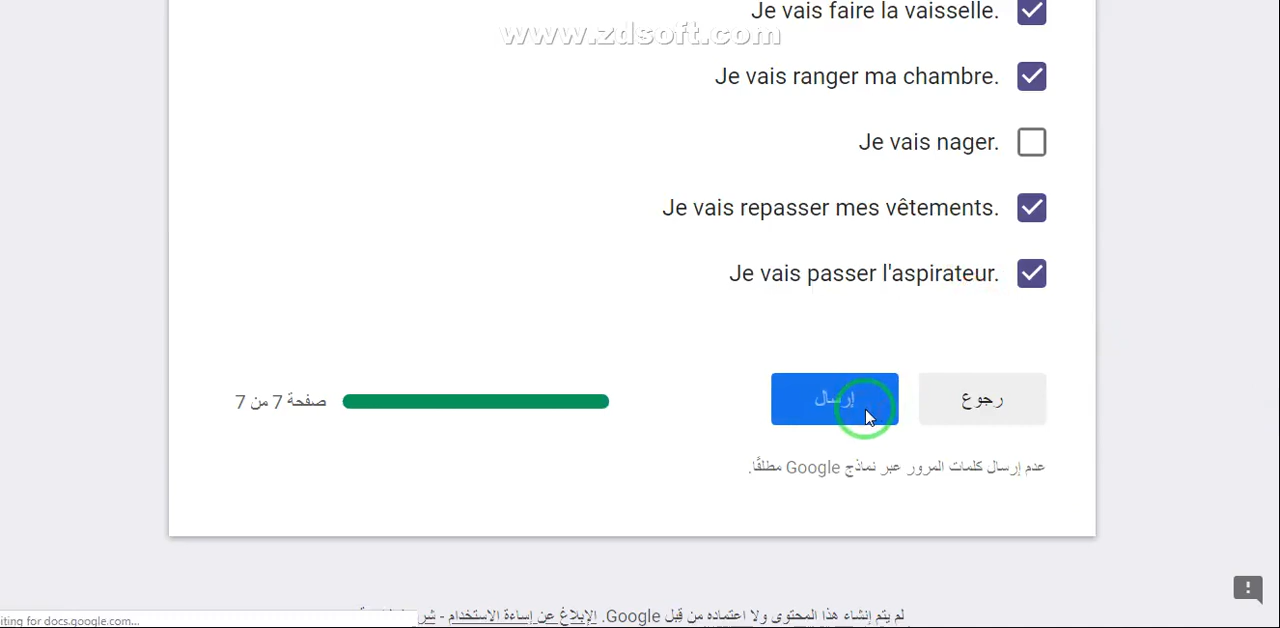 Je vais faire la vaisselle.
www.zdsoft.com
Je vais ranger ma chambre.
Je vais nager.
Je vais repasser mes vêtements.
Je vais passer l'aspirateur.
رجوع
إرسال
صفحة 7 من 7
عدم إرسال كلمات المرور عبر نماذج Google مطلقًا.
لم يتم إنشاء هذا المحتوى ولا اعتماده من قِبل Google. الإبلاغ عن إساءة الاستخدام -
iting for docs.google.com...